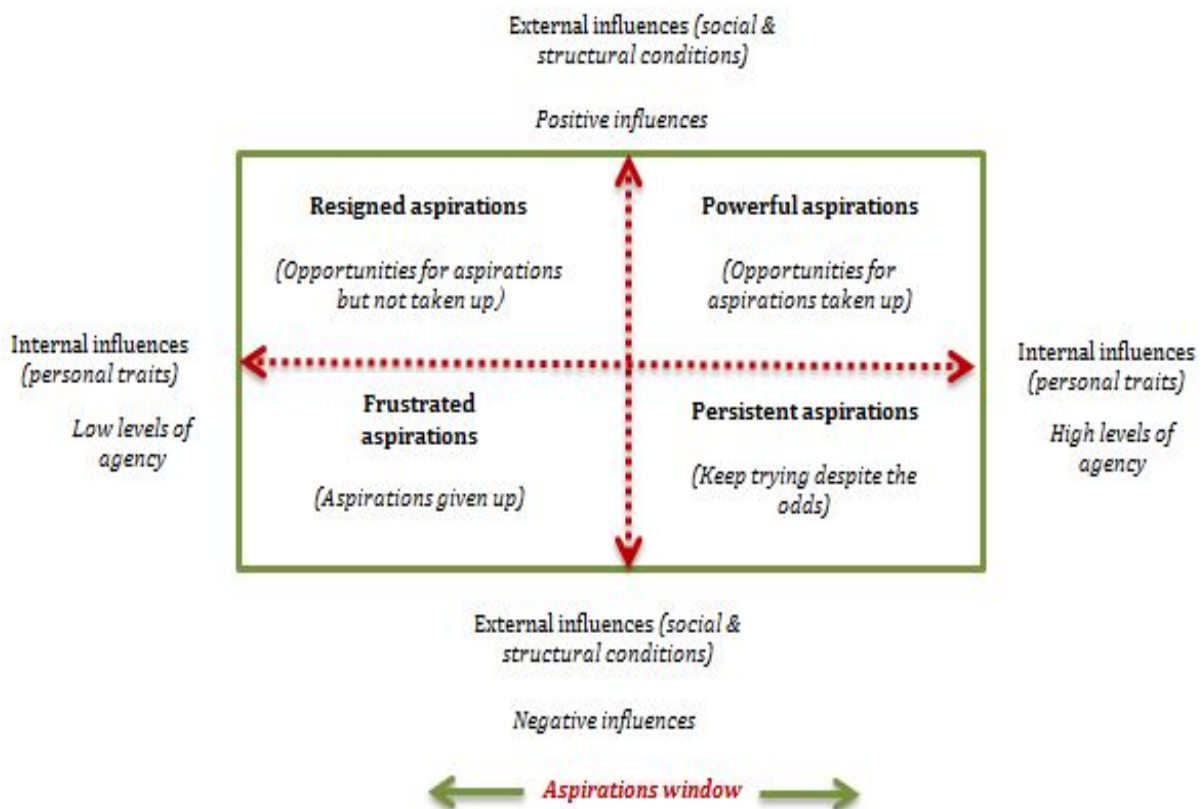 External influences (social &
structural conditions)
Positive influences
Resigned aspirations
Powerful aspirations
(Opportunities for aspirations
but not taken up,)
(Opportunities for
aspirations taken up)
Internal influences
(personal traits)
Low levels of
agency
Internal influences
(personal traits)
High levels of
agency
Frustrated
aspirations
(Aspirations given up)
Persistent aspirations
(Keep trying despite the
odds)
External influences (social &
structural conditions)
Negative influences
Aspirations window